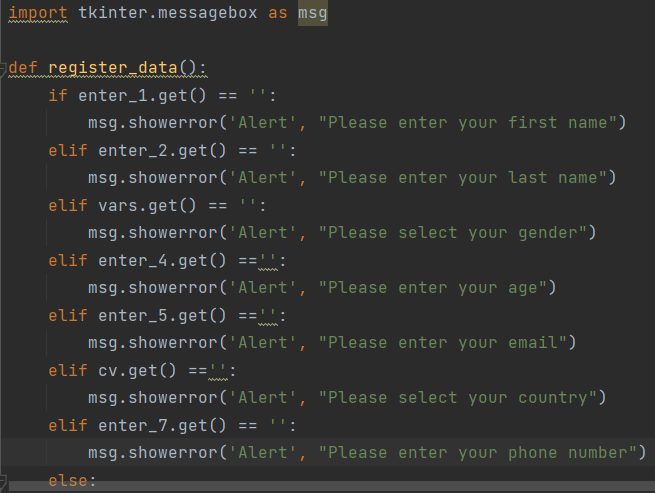 import tkinter.messagebox as msg
def register_data():
    if enter_1.get() == '':
        msg.showerror('Alert', "Please enter your first name")
    elif enter_2.get() == '':
        msg.showerror('Alert', "Please enter your last name")
    elif vars.get() == '':
        msg.showerror('Alert', "Please select your gender")
    elif enter_4.get() =='':
        msg.showerror('Alert', "Please enter your age")
    elif enter_5.get() =='':
        msg.showerror('Alert', "Please enter your email")
    elif cv.get() =='':
        msg.showerror('Alert', "Please select your country")
    elif enter_7.get() == '':
        msg.showerror('Alert', "Please enter your phone number")
    else: